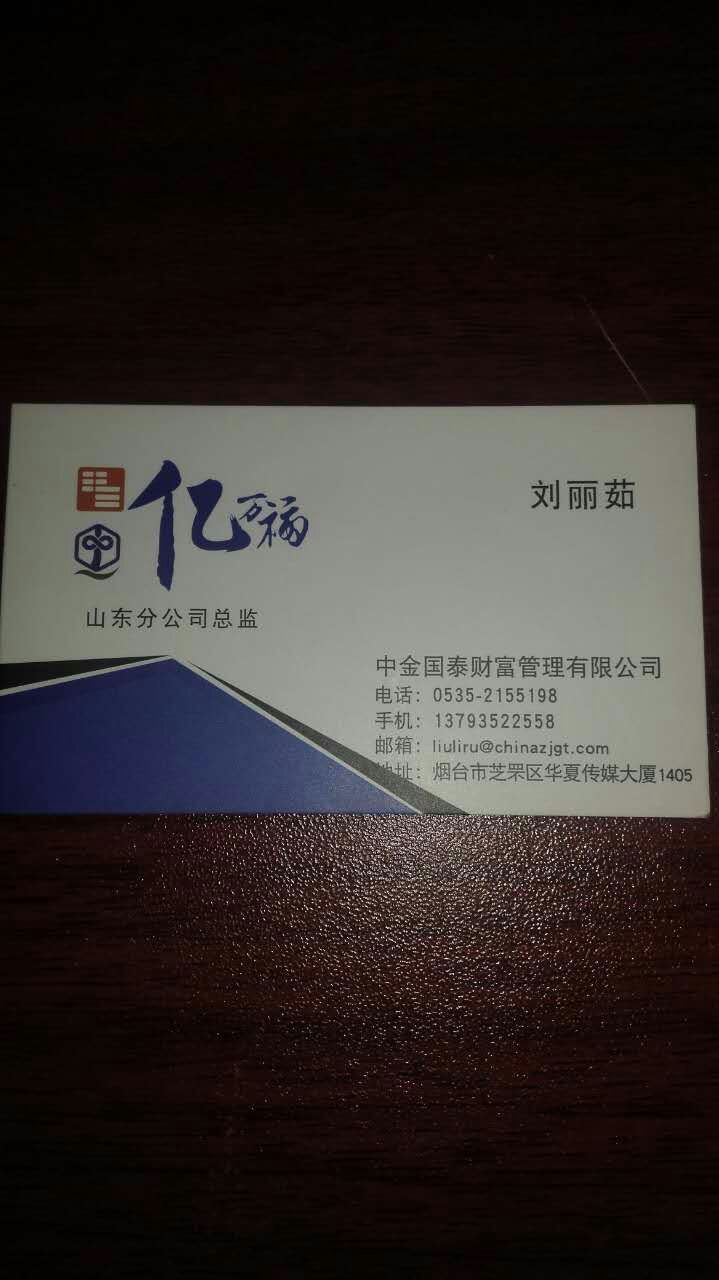 亿万福
刘丽茹
山东分公司总监
中金国泰财富管理有限公司
电话：0535-2155198
手机：13793522558
邮箱：liuliru@chinazjgt.com
地址：烟台市芝罘区华夏传媒大厦1405